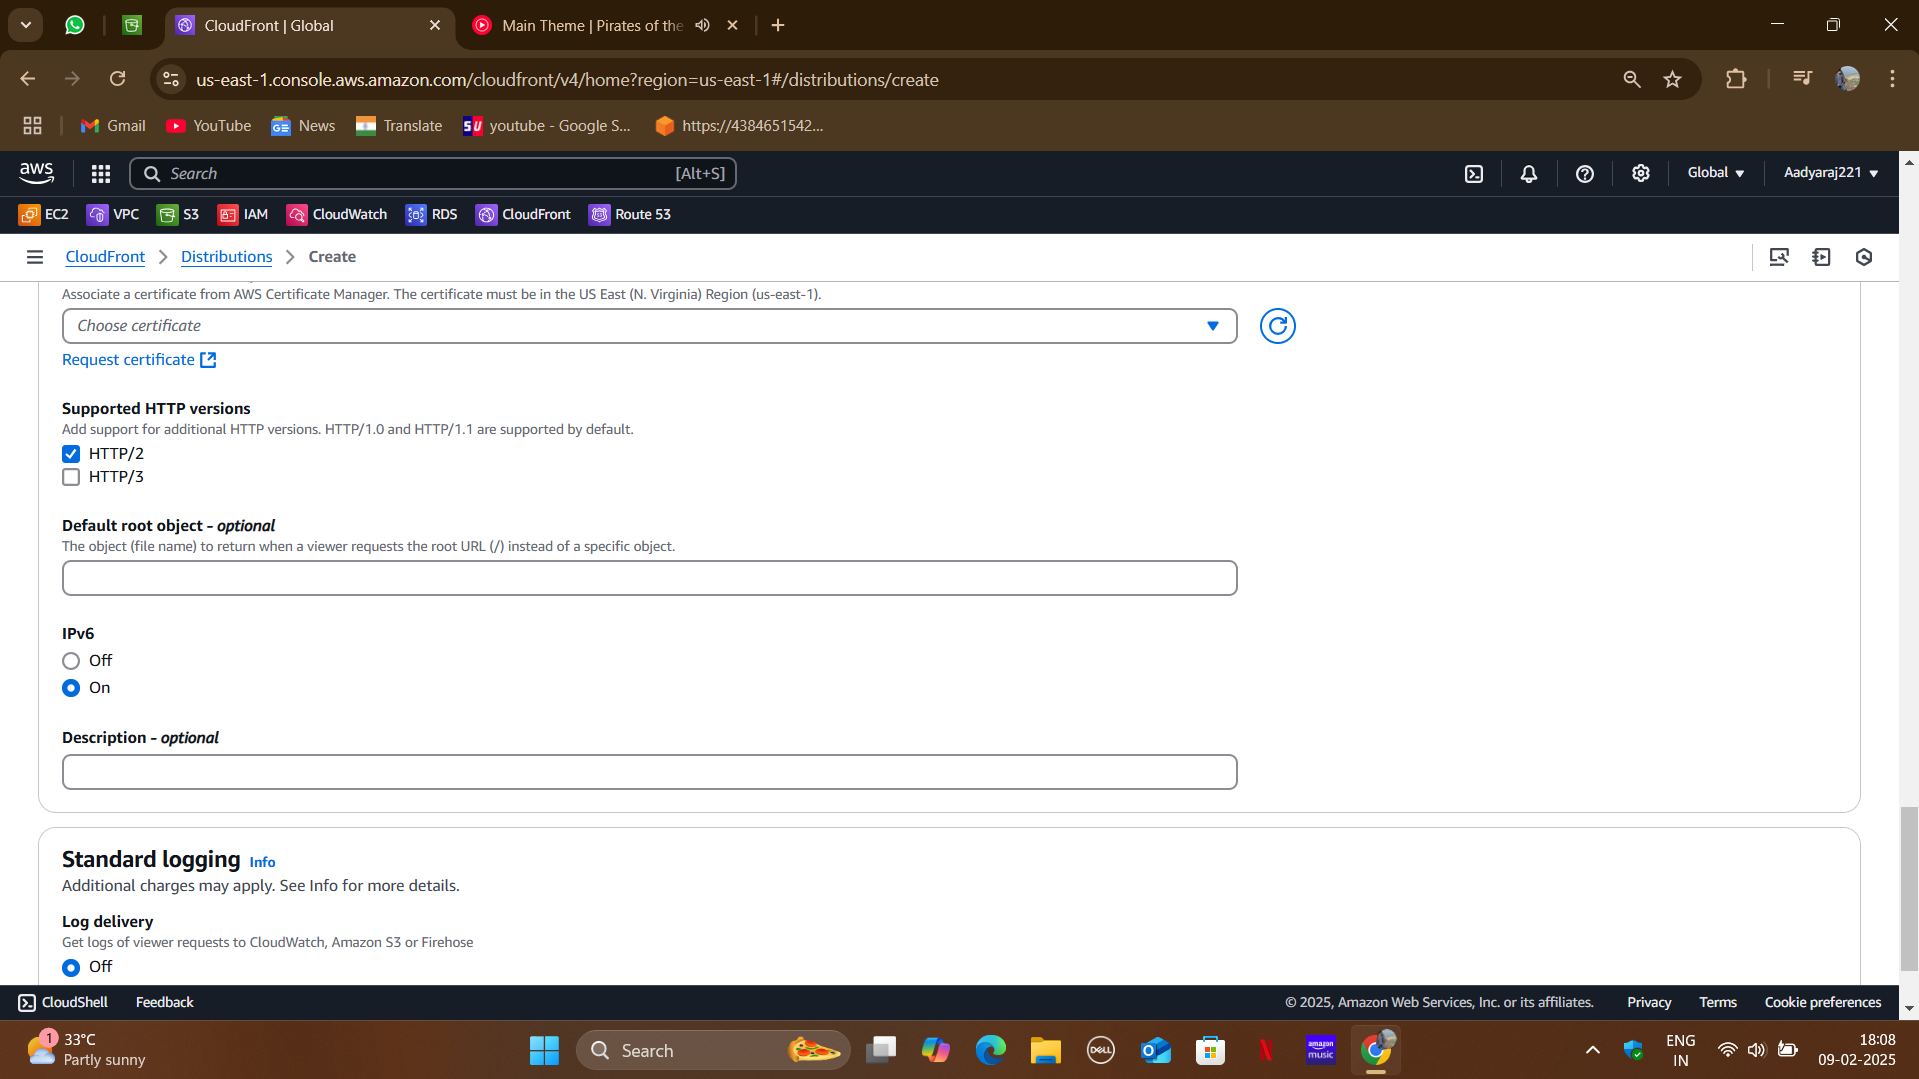 CloudFront | Global
Main Theme | Pirates of the
us-east-1.console.aws.amazon.com/cloudfront/v4/home?region=us-east-1#/distributions/create
Gmail
YouTube
News
Translate
youtube - Google S...
https://4384651542...
aws
Search
[Alt+S]
Global
Aadyaraj221
EC2
VPC
S3
IAM
CloudWatch
RDS
CloudFront
Route 53
CloudFront
Distributions
Create
Associate a certificate from AWS Certificate Manager. The certificate must be in the US East (N. Virginia) Region (us-east-1).
Choose certificate
Request certificate
Supported HTTP versions
Add support for additional HTTP versions. HTTP/1.0 and HTTP/1.1 are supported by default.
HTTP/2
HTTP/3
Default root object - optional
The object (file name) to return when a viewer requests the root URL (/) instead of a specific object.
IPv6
Off
On
Description - optional
Standard logging Info
Additional charges may apply. See Info for more details.
Log delivery
Get logs of viewer requests to CloudWatch, Amazon S3 or Firehose
Off
CloudShell
Feedback
© 2025, Amazon Web Services, Inc. or its affiliates.
Privacy
Terms
Cookie preferences
1
33°C
Partly sunny
Search
DELL
amazon music
ENG
IN
18:08
09-02-2025